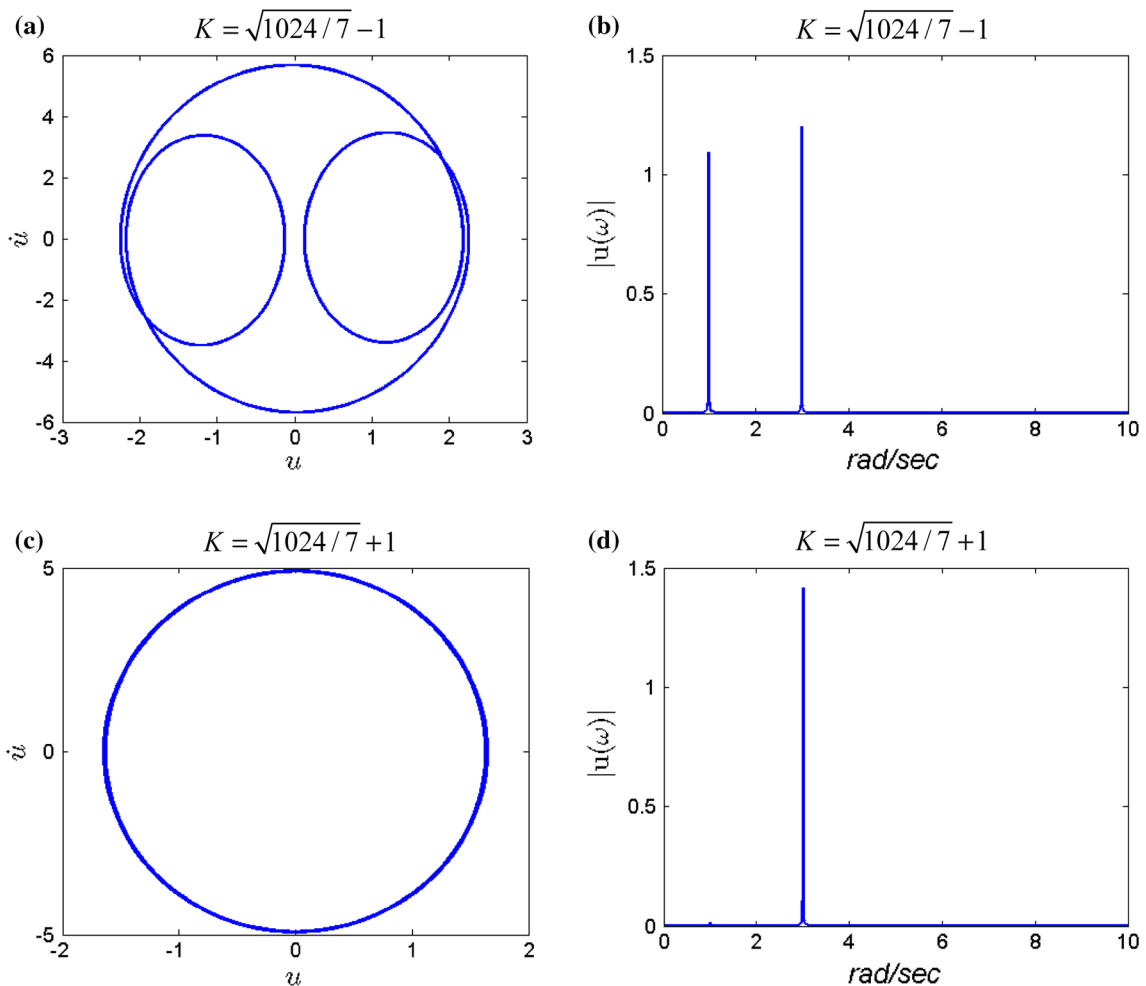 (a)
K = √1024 / 7 − 1
6
4
2
0
-2
-4
-6
-3
-2
-1
0
1
2
3
u̇
u
(b)
K = √1024 / 7 − 1
1.5
1
0.5
0
0
2
4
6
8
10
|u(ω)|
rad/sec
(c)
K = √1024 / 7 + 1
5
0
-5
-2
-1
0
1
2
u̇
u
(d)
K = √1024 / 7 + 1
1.5
1
0.5
0
0
2
4
6
8
10
|u(ω)|
rad/sec